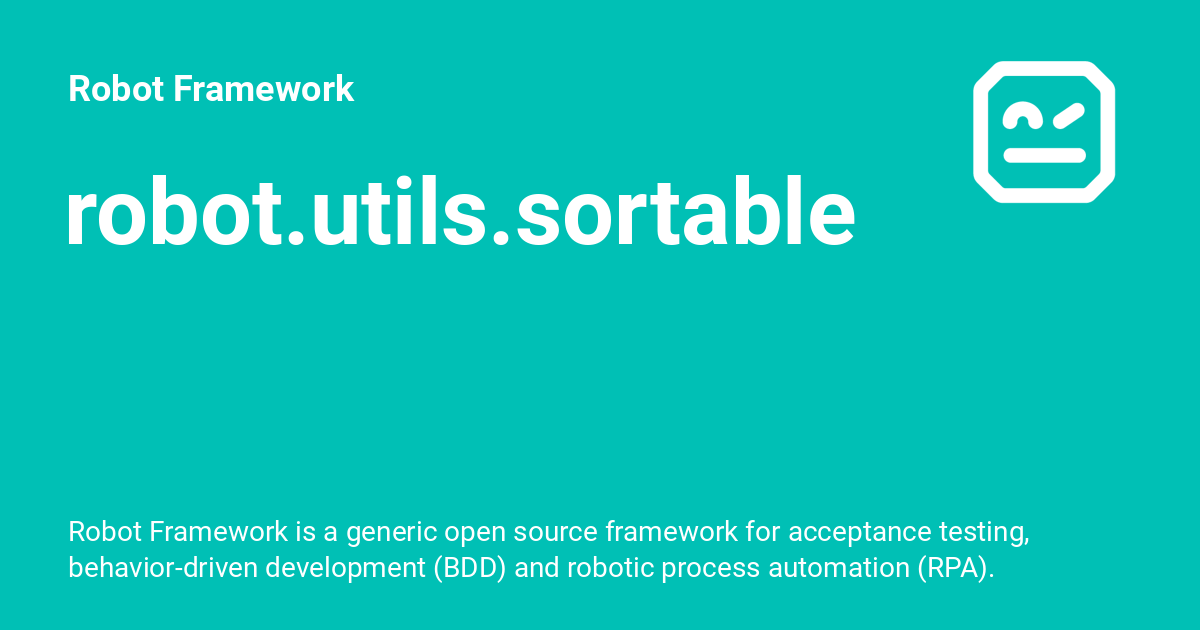 Robot Framework
robot.utils.sortable
Robot Framework is a generic open source framework for acceptance testing,
behavior-driven development (BDD) and robotic process automation (RPA).